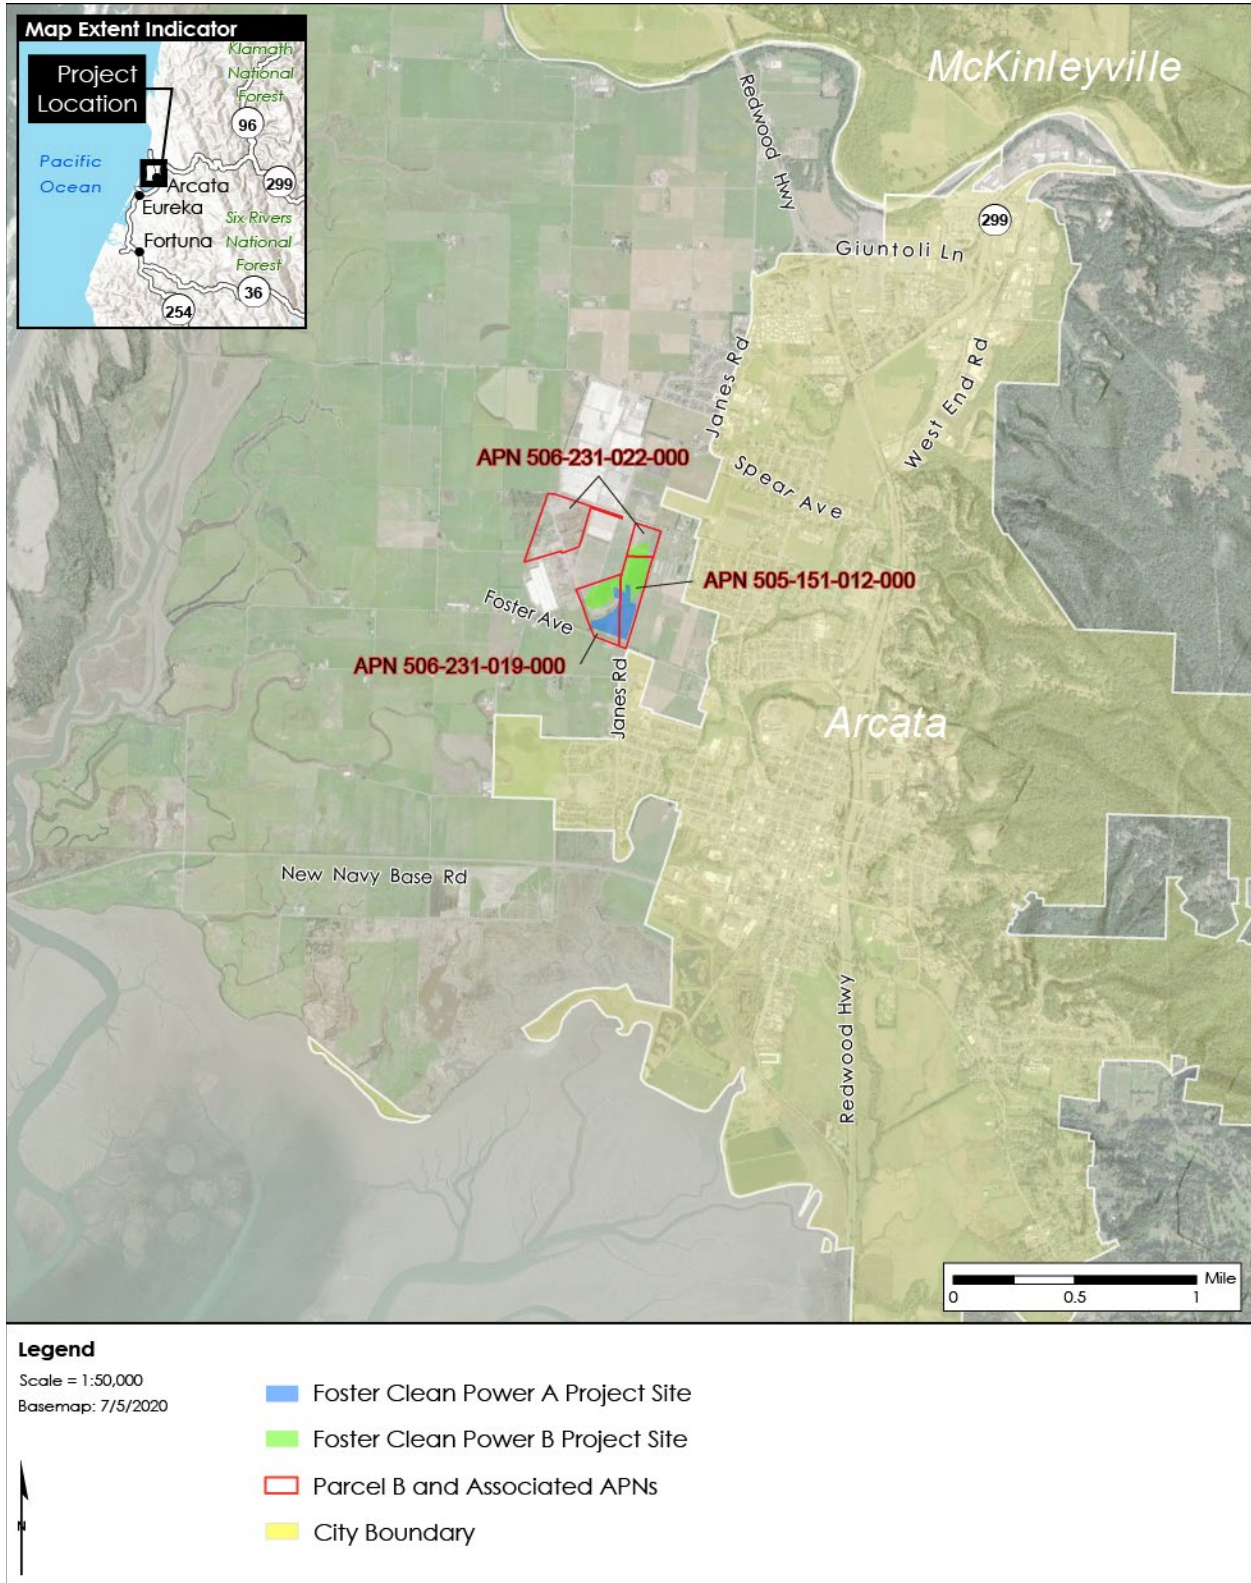 Map Extent Indicator
Klamath
National
Forest
Project
Location
96
Pacific
Ocean
299
Arcata
Eureka
Six Rivers
National
Forest
Fortuna
36
254
McKinleyville
Redwood Hwy
299
Giuntoli Ln
Janes Rd
West End Rd
APN 506-231-022-000
Spear Ave
APN 505-151-012-000
Foster Ave
APN 506-231-019-000
Janes Rd
Arcata
New Navy Base Rd
Redwood Hwy
Mile
0 0.5 1
Legend
Scale = 1:50,000
Basemap: 7/5/2020
Foster Clean Power A Project Site
Foster Clean Power B Project Site
Parcel B and Associated APNs
City Boundary
N